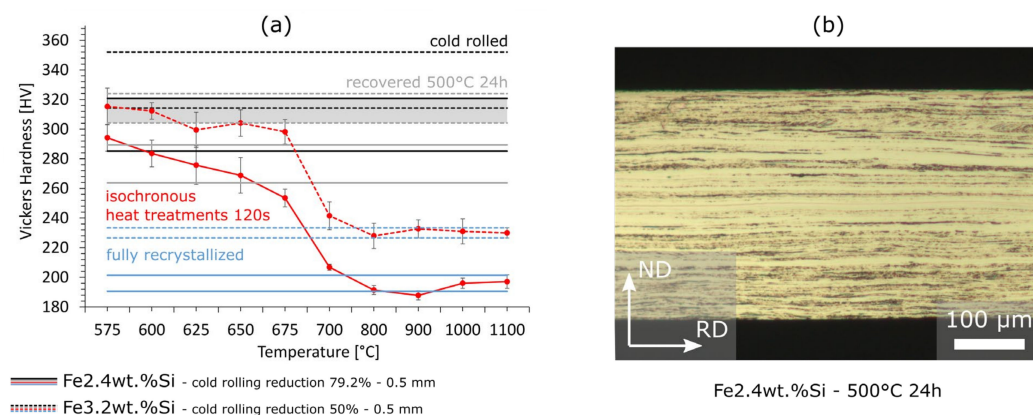 (a)
(b)
360
340
320
300
280
260
240
220
200
180
Vickers Hardness [HV]
cold rolled
recovered 500°C 24h
isochronous
heat treatments 120s
fully recrystallized
575 600 625 650 675 700 800 900 1000 1100
Temperature [°C]
Fe2.4wt.%Si - cold rolling reduction 79.2% - 0.5 mm
Fe3.2wt.%Si - cold rolling reduction 50% - 0.5 mm
ND
RD
100 µm
Fe2.4wt.%Si - 500°C 24h